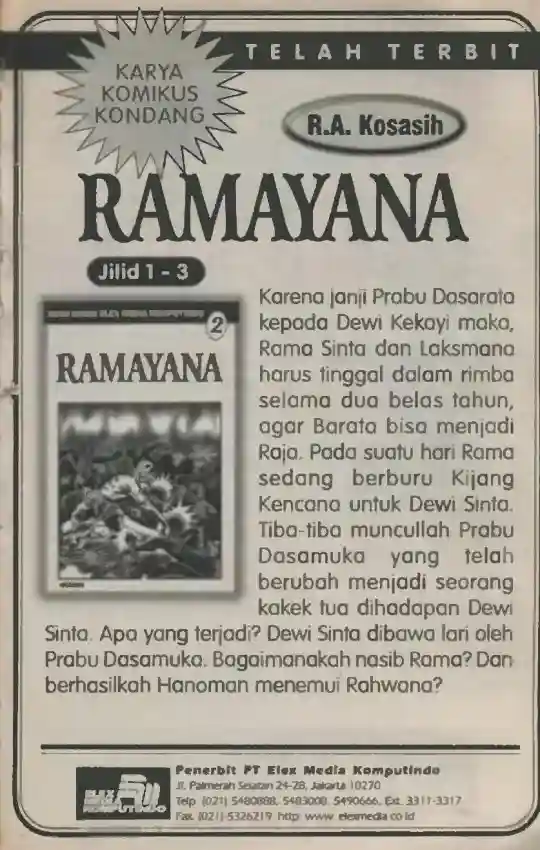 TELAH TERBIT
KARYA
KOMIKUS
KONDANG
R.A. Kosasih
RAMAYANA
Jilid 1 - 3
2
RAMAYANA
Karena janji Prabu Dasarata
kepada Dewi Kekayi maka,
Rama Sinta dan Laksmana
harus tinggal dalam rimba
selama dua belas tahun,
agar Barata bisa menjadi
Raja. Pada suatu hari Rama
sedang berburu Kijang
Kencana untuk Dewi Sinta.
Tiba-tiba muncullah Prabu
Dasamuka yang telah
berubah menjadi seorang
kakek tua dihadapan Dewi
Sinta. Apa yang terjadi? Dewi Sinta dibawa lari oleh
Prabu Dasamuka. Bagaimanakah nasib Rama? Dan
berhasilkah Hanoman menemui Rahwana?
ELEX
MEDIA
KOMPUTINDO
Penerbit PT Elex Media Komputindo
Jl. Palmerah Selatan 24-28, Jakarta 10270
Telp. (021) 5480888, 5483008, 5490666, Ext. 3311-3317
Fax. (021) 5326219 http: www. elexmedia.co.id